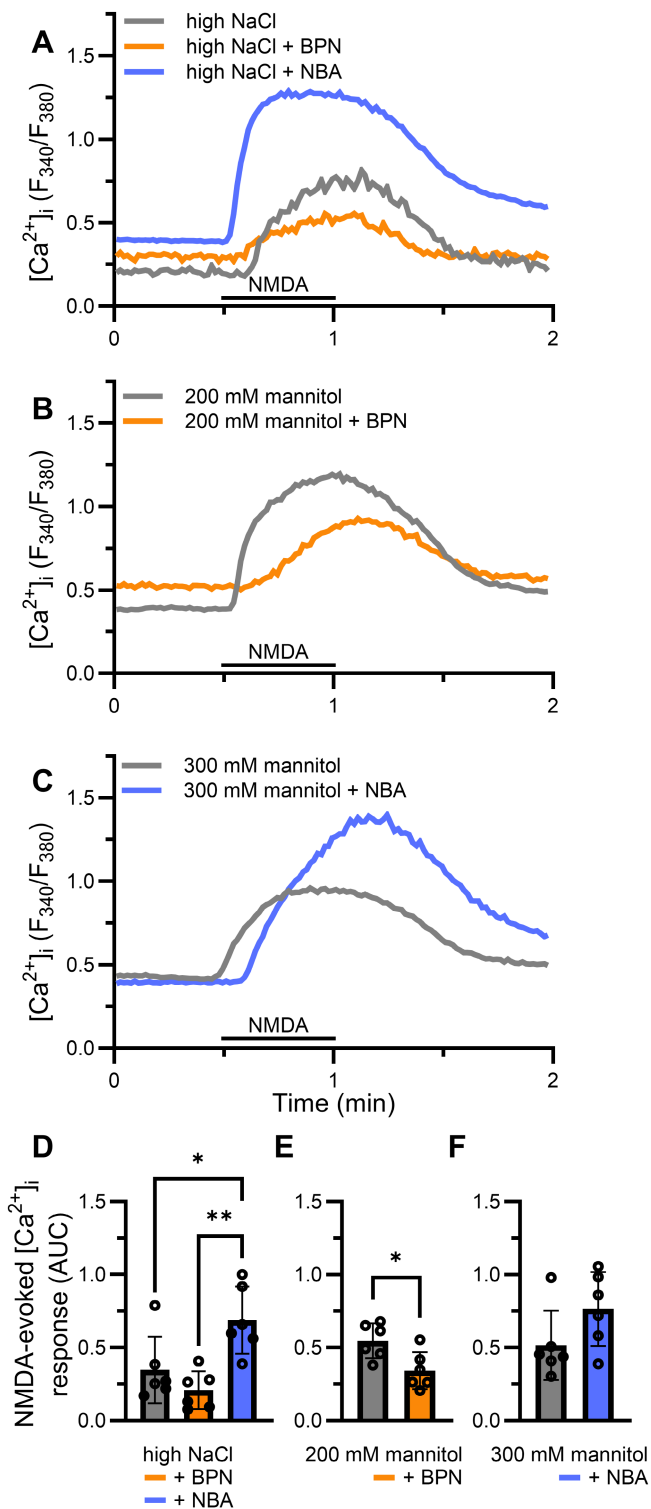 A
high NaCl
high NaCl + BPN
high NaCl + NBA
[Ca2+]i (F340/F380)
1.5
1.0
0.5
0.0
NMDA
0
1
2
B
200 mM mannitol
200 mM mannitol + BPN
[Ca2+]i (F340/F380)
1.5
1.0
0.5
0.0
NMDA
0
1
2
C
300 mM mannitol
300 mM mannitol + NBA
[Ca2+]i (F340/F380)
1.5
1.0
0.5
0.0
NMDA
0
1
2
Time (min)
D
NMDA-evoked [Ca2+]i
response (AUC)
1.5
1.0
0.5
0.0
*
**
high NaCl
+ BPN
+ NBA
E
1.5
1.0
0.5
0.0
*
200 mM mannitol
+ BPN
F
1.5
1.0
0.5
0.0
300 mM mannitol
+ NBA